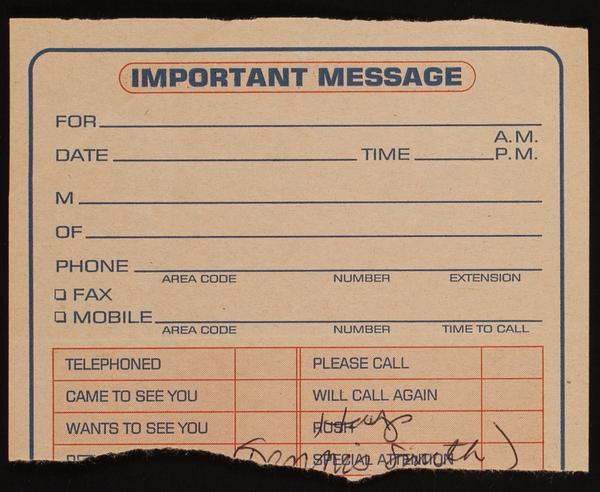 IMPORTANT MESSAGE
FOR
A.M.
DATE TIME P.M.
M
OF
PHONE
AREA CODE NUMBER EXTENSION
☐ FAX
☐ MOBILE
AREA CODE NUMBER TIME TO CALL
TELEPHONED PLEASE CALL
CAME TO SEE YOU WILL CALL AGAIN
WANTS TO SEE YOU RUSH
SPECIAL ATTENTION